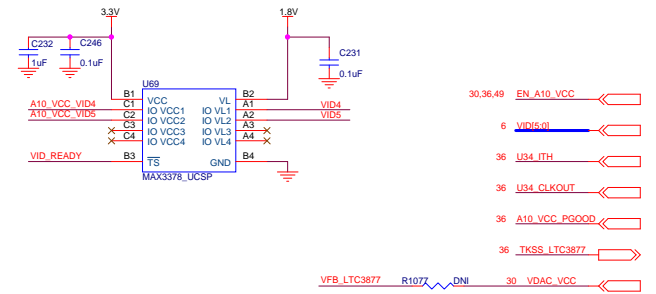 3.3V 1.8V
C232 C246 C231
1uF 0.1uF 0.1uF
U69
B1 VCC VL B2
A10_VCC_VID4 C1 IO VCC1 IO VL1 A1 VID4
A10_VCC_VID5 C2 IO VCC2 IO VL2 A2 VID5
C3 IO VCC3 IO VL3 A3
C4 IO VCC4 IO VL4 A4
VID_READY B3 TS GND B4
MAX3378_UCSP
30,36,49 EN_A10_VCC
6 VID[5:0]
36 U34_ITH
36 U34_CLKOUT
36 A10_VCC_PGOOD
36 TKSS_LTC3877
VFB_LTC3877 R1077 DNI 30 VDAC_VCC